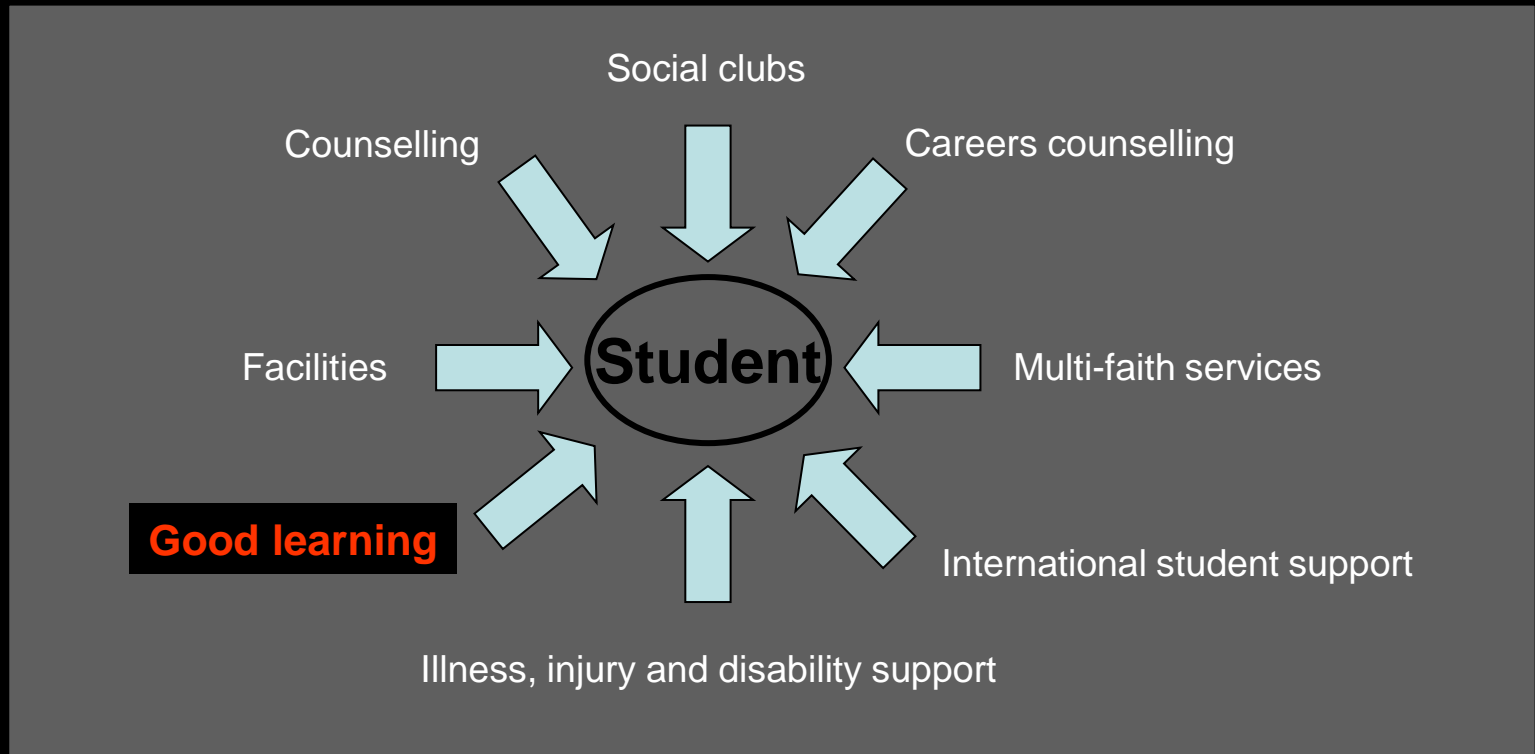 Social clubs
Counselling
Careers counselling
Facilities
Student
Multi-faith services
Good learning
International student support
Illness, injury and disability support